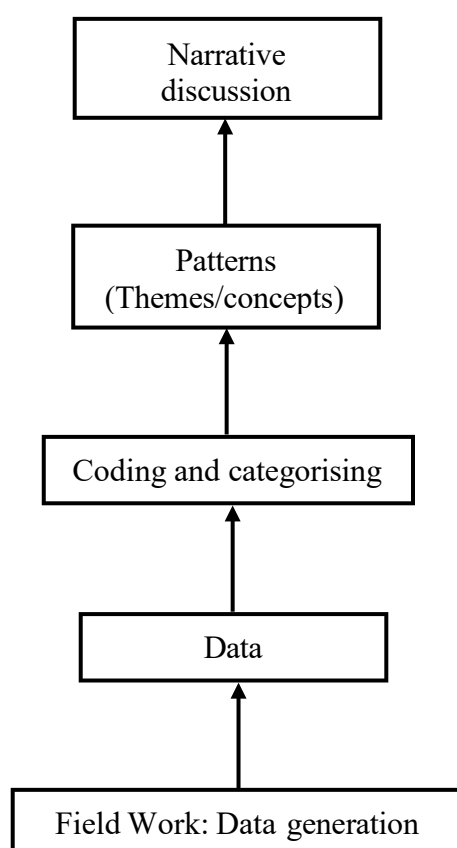 Narrative
discussion
Patterns
(Themes/concepts)
Coding and categorising
Data
Field Work: Data generation